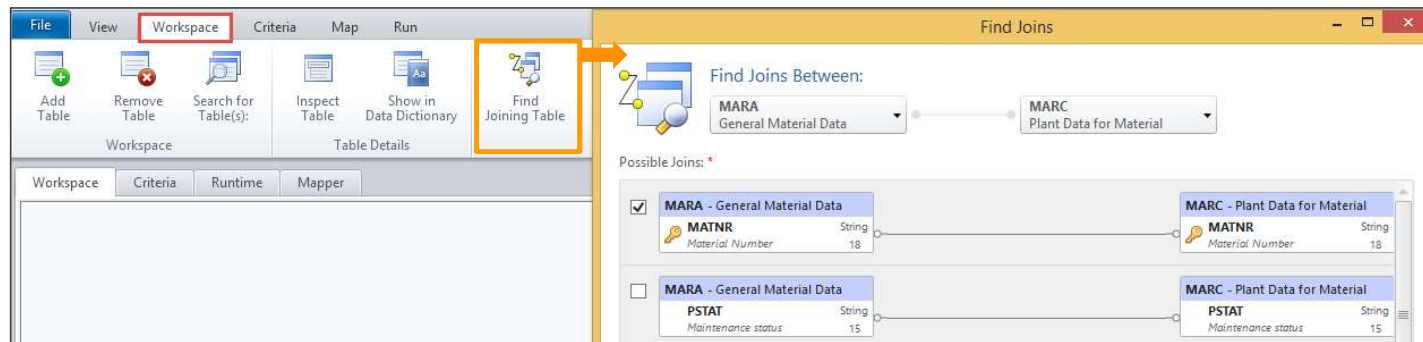 File View Workspace Criteria Map Run
Add Table
Remove Table
Search for Table(s):
Inspect Table
Show in Data Dictionary
Find Joining Table
Workspace
Table Details
Workspace Criteria Runtime Mapper
Find Joins
Find Joins Between:
MARA
General Material Data
MARC
Plant Data for Material
Possible Joins: *
MARA - General Material Data MARC - Plant Data for Material
MATNR String MATNR String
Material Number 18 Material Number 18
MARA - General Material Data MARC - Plant Data for Material
PSTAT String PSTAT String
Maintenance status 15 Maintenance status 15